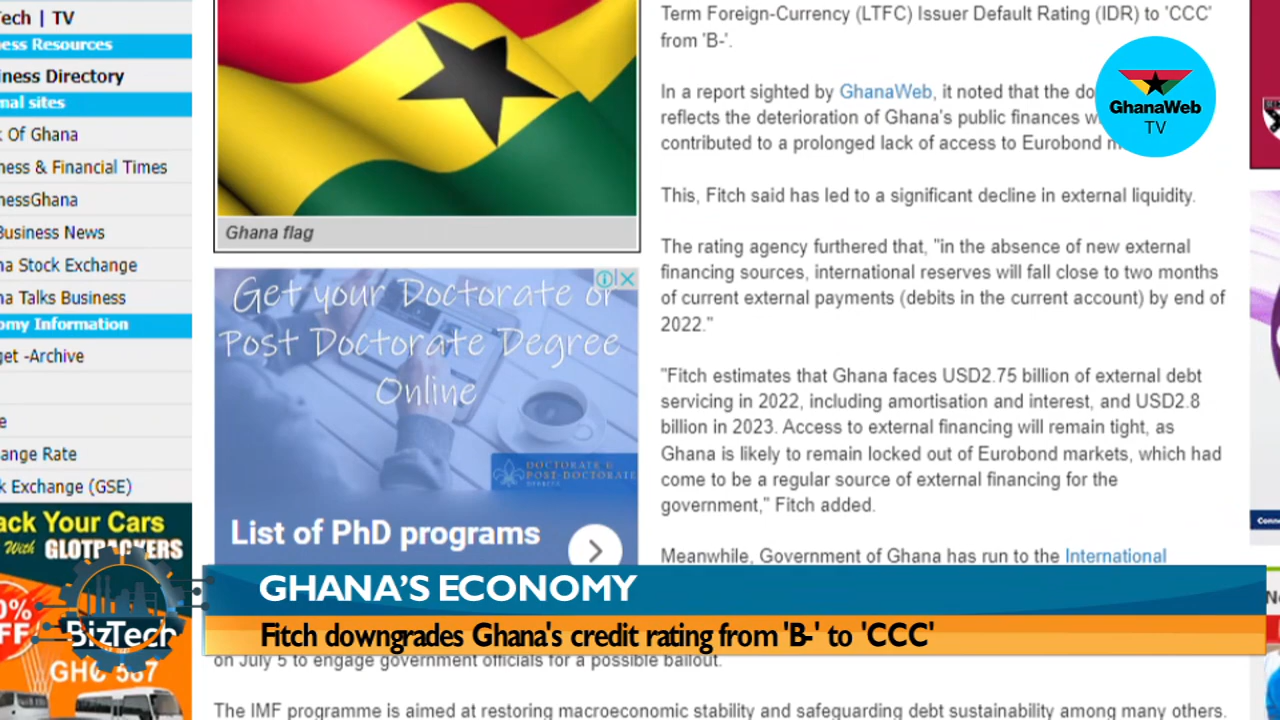 Tech | TV
ness Resources
iness Directory
nal sites
Of Ghana
ness & Financial Times
nessGhana
Business News
na Stock Exchange
na Talks Business
omy Information
get -Archive
e
ange Rate
k Exchange (GSE)
ack Your Cars
With GLOTRACKERS
0%
FF
BizTech
GH₵ 567
Ghana flag
Get your Doctorate or
Post Doctorate Degree
Online
DOCTORATE &
POST-DOCTORATE
List of PhD programs
Term Foreign-Currency (LTFC) Issuer Default Rating (IDR) to 'CCC'
from 'B-'.
In a report sighted by GhanaWeb, it noted that the do
reflects the deterioration of Ghana's public finances w
contributed to a prolonged lack of access to Eurobond m
This, Fitch said has led to a significant decline in external liquidity.
The rating agency furthered that, "in the absence of new external
financing sources, international reserves will fall close to two months
of current external payments (debits in the current account) by end of
2022."
"Fitch estimates that Ghana faces USD2.75 billion of external debt
servicing in 2022, including amortisation and interest, and USD2.8
billion in 2023. Access to external financing will remain tight, as
Ghana is likely to remain locked out of Eurobond markets, which had
come to be a regular source of external financing for the
government," Fitch added.
Meanwhile, Government of Ghana has run to the International
GhanaWeb
TV
GHANA'S ECONOMY
Fitch downgrades Ghana's credit rating from 'B-' to 'CCC'
on July 5 to engage government officials for a possible bailout.
The IMF programme is aimed at restoring macroeconomic stability and safeguarding debt sustainability among many others.